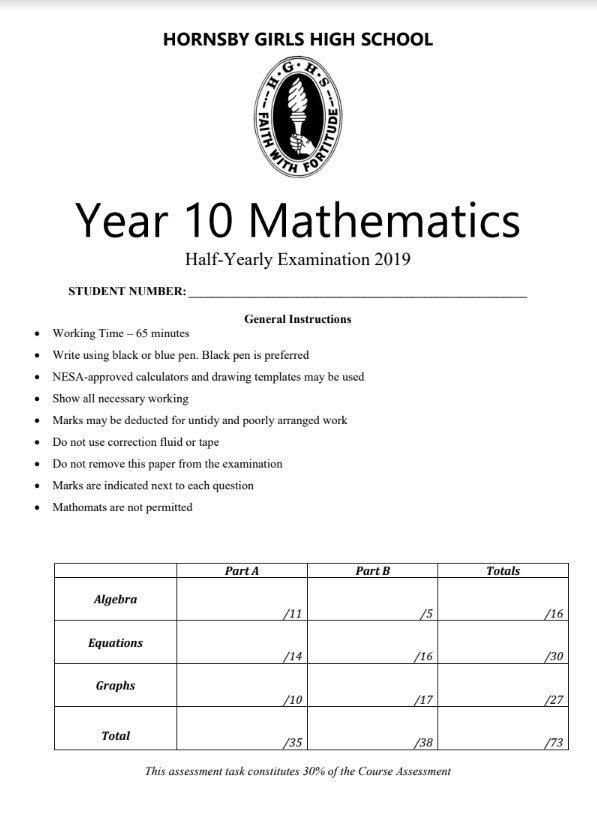 HORNSBY GIRLS HIGH SCHOOL
H·G·H·S
FAITH WITH FORTITUDE
Year 10 Mathematics
Half-Yearly Examination 2019
STUDENT NUMBER:
General Instructions
• Working Time – 65 minutes
• Write using black or blue pen. Black pen is preferred
• NESA-approved calculators and drawing templates may be used
• Show all necessary working
• Marks may be deducted for untidy and poorly arranged work
• Do not use correction fluid or tape
• Do not remove this paper from the examination
• Marks are indicated next to each question
• Mathomats are not permitted
Part A Part B Totals
Algebra /11 /5 /16
Equations /14 /16 /30
Graphs /10 /17 /27
Total /35 /38 /73
This assessment task constitutes 30% of the Course Assessment